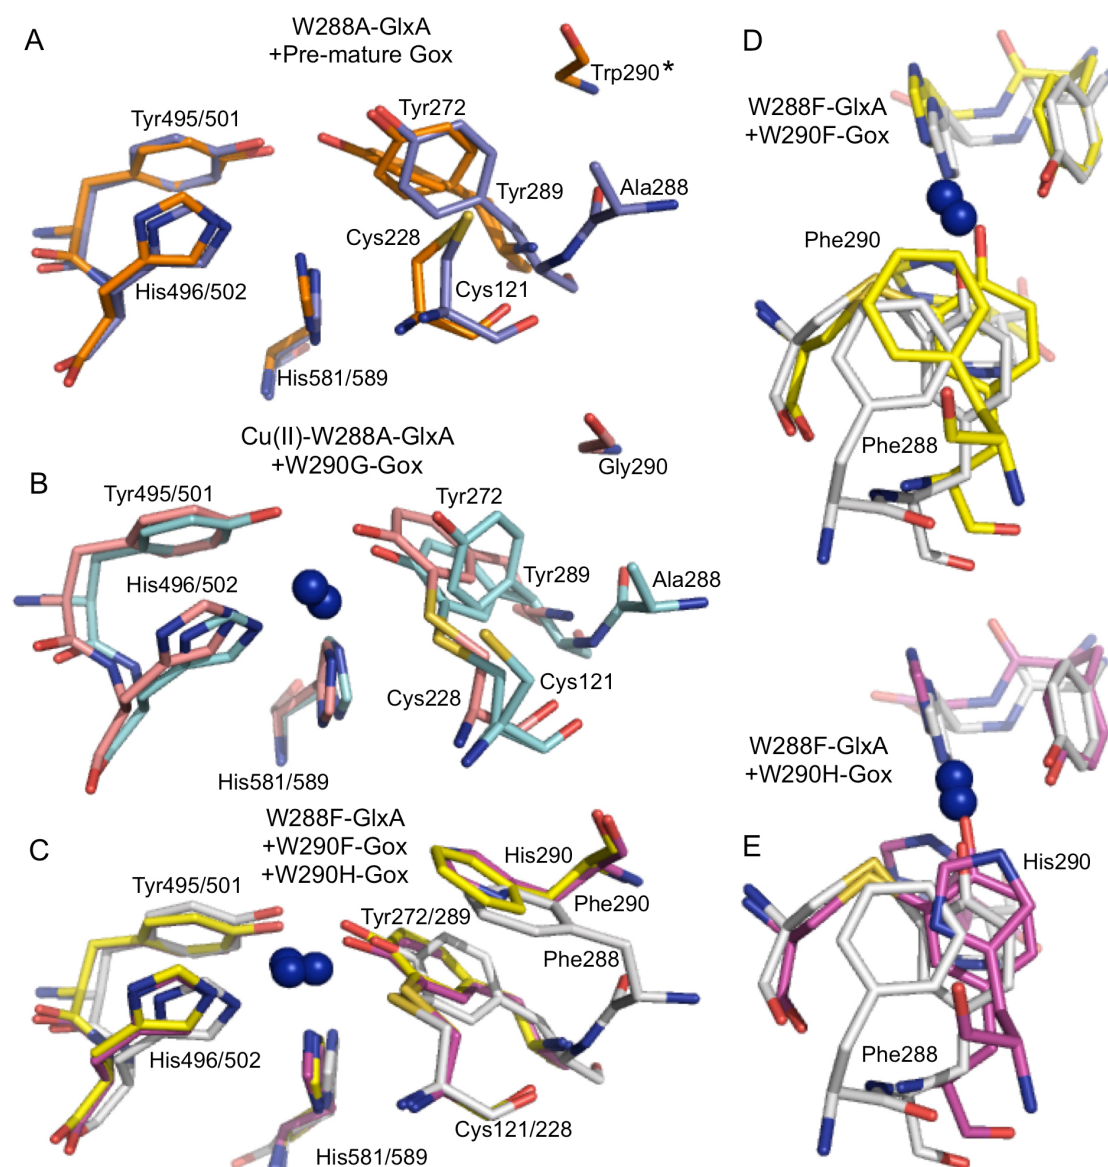 A
W288A-GlxA
+Pre-mature Gox
Trp290*
Tyr495/501
Tyr272
Tyr289
Ala288
Cys228
Cys121
His496/502
His581/589
B
Cu(II)-W288A-GlxA
+W290G-Gox
Gly290
Tyr495/501
Tyr272
His496/502
Tyr289
Ala288
Cys121
Cys228
His581/589
C
W288F-GlxA
+W290F-Gox
+W290H-Gox
His290
Tyr495/501
Phe290
Tyr272/289
Phe288
His496/502
Cys121/228
His581/589
D
W288F-GlxA
+W290F-Gox
Phe290
Phe288
W288F-GlxA
+W290H-Gox
E
His290
Phe288